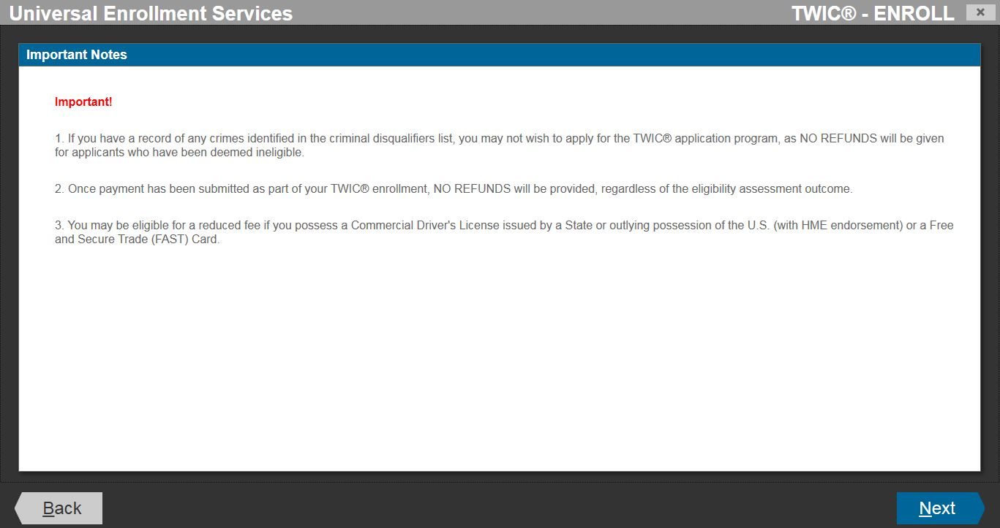 Universal Enrollment Services
TWIC® - ENROLL
×
Important Notes
Important!
1. If you have a record of any crimes identified in the criminal disqualifiers list, you may not wish to apply for the TWIC® application program, as NO REFUNDS will be given
for applicants who have been deemed ineligible.
2. Once payment has been submitted as part of your TWIC® enrollment, NO REFUNDS will be provided, regardless of the eligibility assessment outcome.
3. You may be eligible for a reduced fee if you possess a Commercial Driver's License issued by a State or outlying possession of the U.S. (with HME endorsement) or a Free
and Secure Trade (FAST) Card.
Back
Next